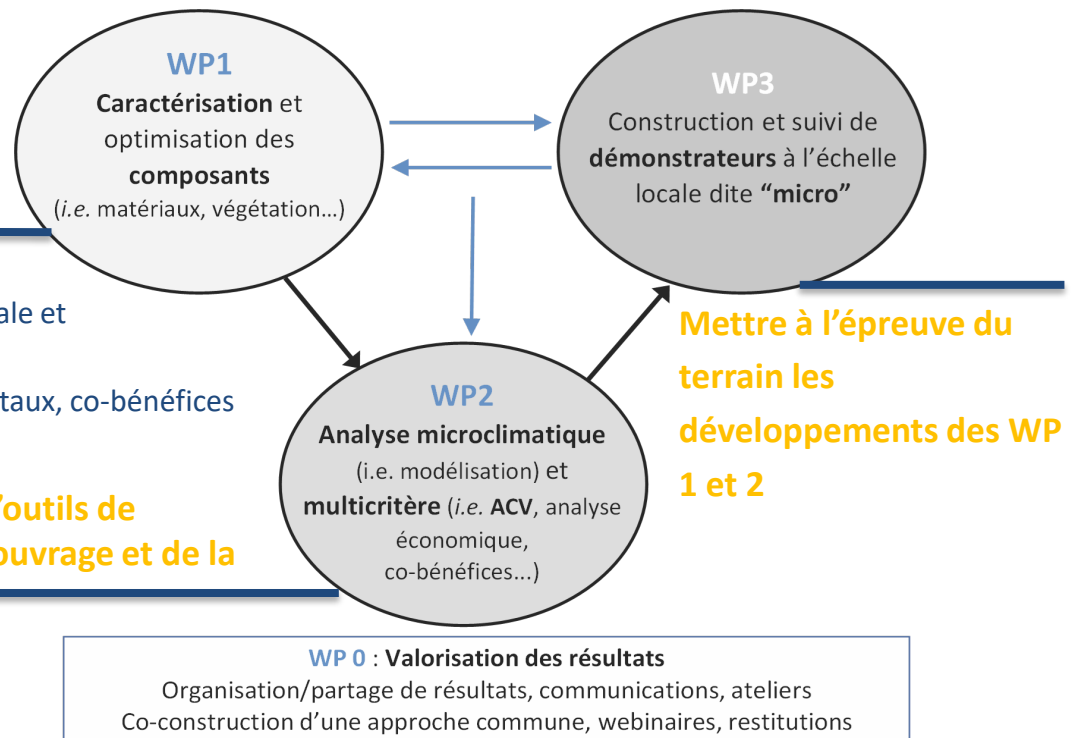 WP1
Caractérisation et
optimisation des
composants
(i.e. matériaux, végétation…)
WP3
Construction et suivi de
démonstrateurs à l’échelle
locale dite “micro”
ale et
taux, co-bénéfices
’outils de
ouvrage et de la
WP2
Analyse microclimatique
(i.e. modélisation) et
multicritère (i.e. ACV, analyse
économique,
co-bénéfices...)
Mettre à l’épreuve du
terrain les
développements des WP
1 et 2
WP 0 : Valorisation des résultats
Organisation/partage de résultats, communications, ateliers
Co-construction d’une approche commune, webinaires, restitutions